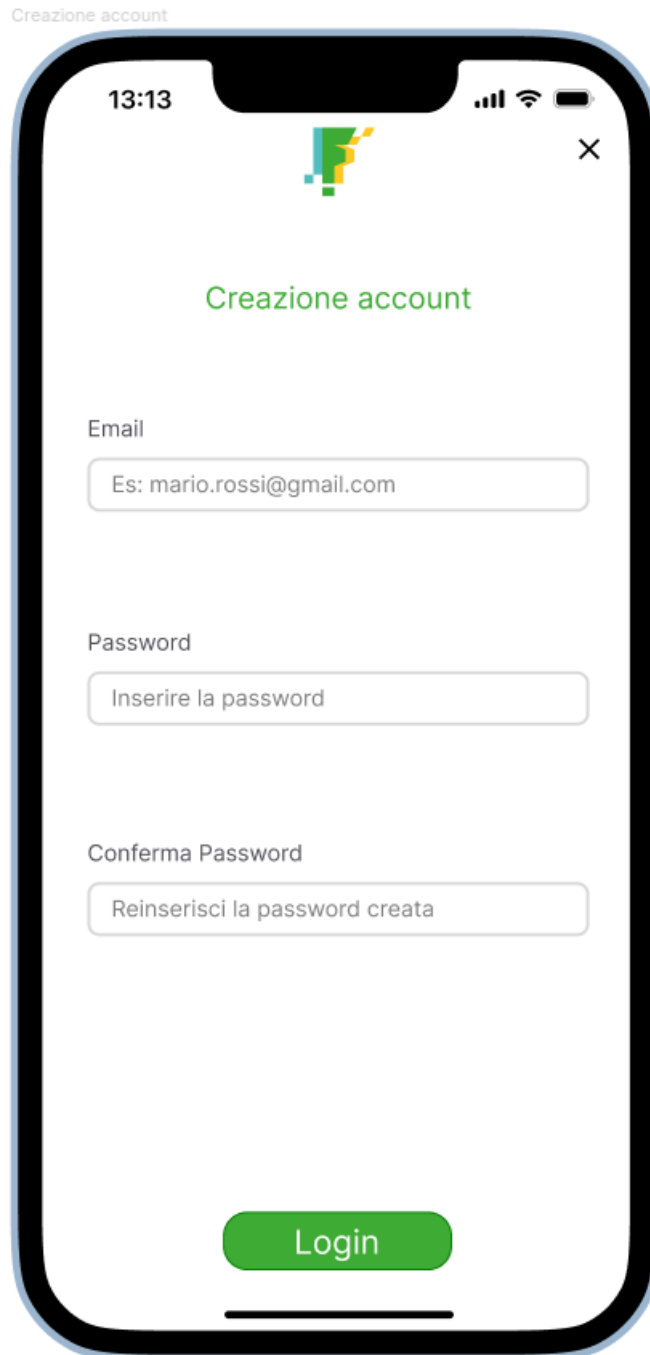 Creazione account
13:13
Creazione account
Email
Es: mario.rossi@gmail.com
Password
Inserire la password
Conferma Password
Reinserisci la password creata
Login